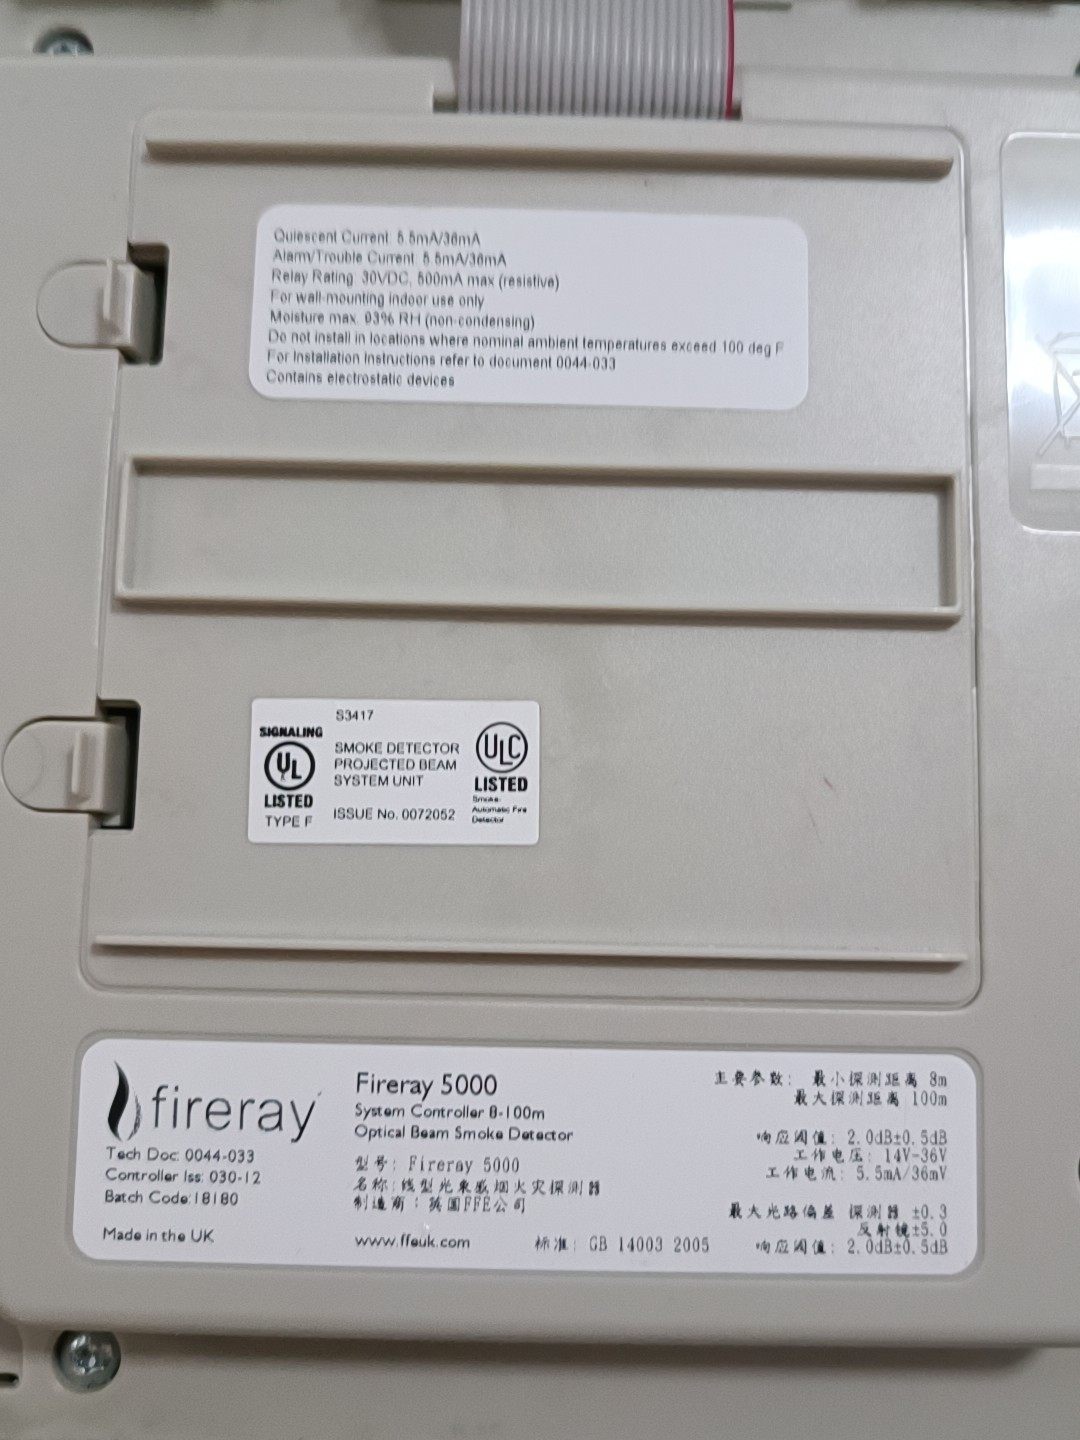 Quiescent Current: 5.5mA/36mA
Alarm/Trouble Current: 5.5mA/36mA
Relay Rating: 30VDC, 500mA max (resistive)
For wall-mounting indoor use only
Moisture max. 93% RH (non-condensing)
Do not install in locations where nominal ambient temperatures exceed 100 deg F
For Installation Instructions refer to document 0044-033
Contains electrostatic devices
S3417
SIGNALING
UL
LISTED
TYPE F
SMOKE DETECTOR
PROJECTED BEAM
SYSTEM UNIT
ISSUE No. 0072052
ULC
LISTED
Smoke-
Automatic Fire
Detector
fireray
Tech Doc: 0044-033
Controller Iss: 030-12
Batch Code:18180
Made in the UK
Fireray 5000
System Controller 8-100m
Optical Beam Smoke Detector
型号: Fireray 5000
名称:线型光束感烟火灾探测器
制造商：英国FFE公司
www.ffeuk.com
标准: GB 14003 2005
主要参数: 最小探测距离 8m
最大探测距离 100m
响应阈值: 2.0dB±0.5dB
工作电压: 14V-36V
工作电流: 5.5mA/36mV
最大光路偏差 探测器 ±0.3
反射镜±5.0
响应阈值: 2.0dB±0.5dB